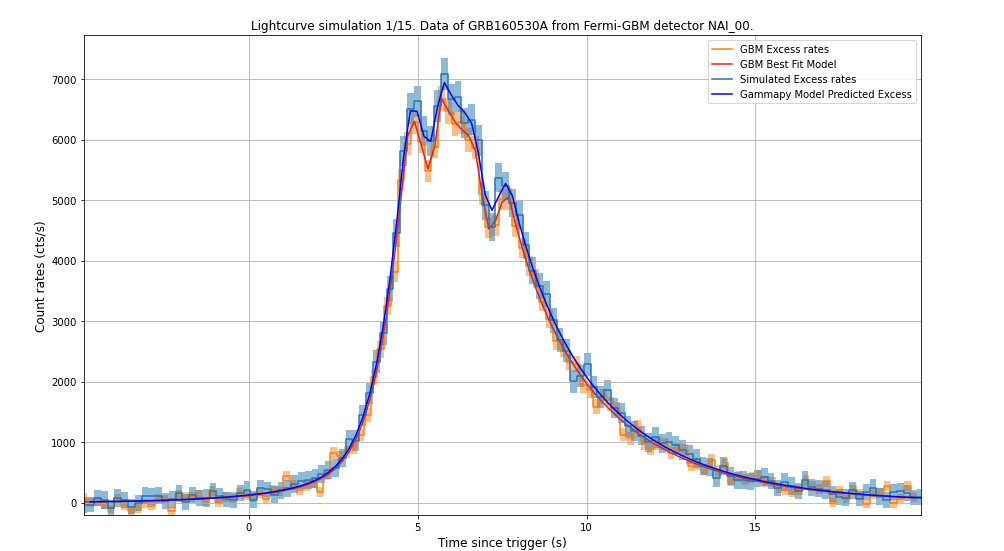 Lightcurve simulation 1/15. Data of GRB160530A from Fermi-GBM detector NAI_00.
GBM Excess rates
GBM Best Fit Model
Simulated Excess rates
Gammapy Model Predicted Excess
Count rates (cts/s)
7000
6000
5000
4000
3000
2000
1000
0
0 5 10 15
Time since trigger (s)